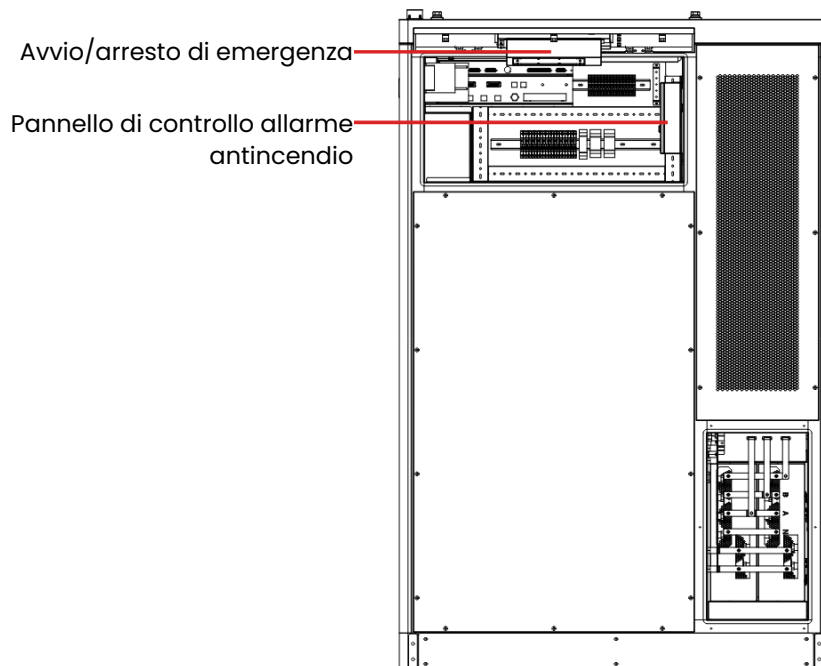 Avvio/arresto di emergenza
Pannello di controllo allarme
antincendio
B
A
N